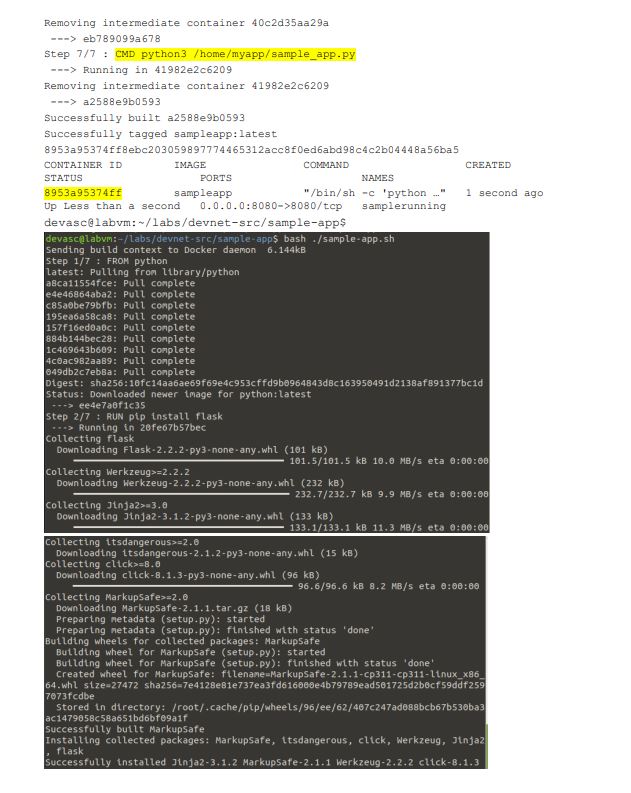 Removing intermediate container 40c2d35aa29a
---> eb789099a678
Step 7/7 : CMD python3 /home/myapp/sample_app.py
---> Running in 41982e2c6209
Removing intermediate container 41982e2c6209
---> a2588e9b0593
Successfully built a2588e9b0593
Successfully tagged sampleapp:latest
8953a95374ff8ebc203059897774465312acc8f0ed6abd98c4c2b04448a56ba5
CONTAINER ID IMAGE COMMAND CREATED
STATUS PORTS NAMES
8953a95374ff sampleapp "/bin/sh -c 'python …" 1 second ago
Up Less than a second 0.0.0.0:8080->8080/tcp samplerunning
devasc@labvm:~/labs/devnet-src/sample-app$
devasc@labvm:~/labs/devnet-src/sample-app$ bash ./sample-app.sh
Sending build context to Docker daemon 6.144kB
Step 1/7 : FROM python
latest: Pulling from library/python
a8ca11554fce: Pull complete
e4e46864aba2: Pull complete
c85a0be79bfb: Pull complete
195ea6a58ca8: Pull complete
157f16ed0a0c: Pull complete
884b144bec28: Pull complete
1c469643b609: Pull complete
4c0ac982aa89: Pull complete
049db2c7eb8a: Pull complete
Digest: sha256:10fc14aa6ae69f69e4c953cffd9b0964843d8c163950491d2138af891377bc1d
Status: Downloaded newer image for python:latest
---> ee4e7a0f1c35
Step 2/7 : RUN pip install flask
---> Running in 20fe67b57bec
Collecting flask
Downloading Flask-2.2.2-py3-none-any.whl (101 kB)
101.5/101.5 kB 10.0 MB/s eta 0:00:00
Collecting Werkzeug>=2.2.2
Downloading Werkzeug-2.2.2-py3-none-any.whl (232 kB)
232.7/232.7 kB 9.9 MB/s eta 0:00:00
Collecting Jinja2>=3.0
Downloading Jinja2-3.1.2-py3-none-any.whl (133 kB)
133.1/133.1 kB 11.3 MB/s eta 0:00:00
Collecting itsdangerous>=2.0
Downloading itsdangerous-2.1.2-py3-none-any.whl (15 kB)
Collecting click>=8.0
Downloading click-8.1.3-py3-none-any.whl (96 kB)
96.6/96.6 kB 8.2 MB/s eta 0:00:00
Collecting MarkupSafe>=2.0
Downloading MarkupSafe-2.1.1.tar.gz (18 kB)
Preparing metadata (setup.py): started
Preparing metadata (setup.py): finished with status 'done'
Building wheels for collected packages: MarkupSafe
Building wheel for MarkupSafe (setup.py): started
Building wheel for MarkupSafe (setup.py): finished with status 'done'
Created wheel for MarkupSafe: filename=MarkupSafe-2.1.1-cp311-cp311-linux_x86_
64.whl size=27472 sha256=7e4128e81e737ea3fd616000e4b79789ead501725d2b0cf59ddf259
7073fcdbe
Stored in directory: /root/.cache/pip/wheels/96/ee/62/407c247ad088bcb67b530ba3
ac1479058c58a651bd6bf09a1f
Successfully built MarkupSafe
Installing collected packages: MarkupSafe, itsdangerous, click, Werkzeug, Jinja2
, flask
Successfully installed Jinja2-3.1.2 MarkupSafe-2.1.1 Werkzeug-2.2.2 click-8.1.3